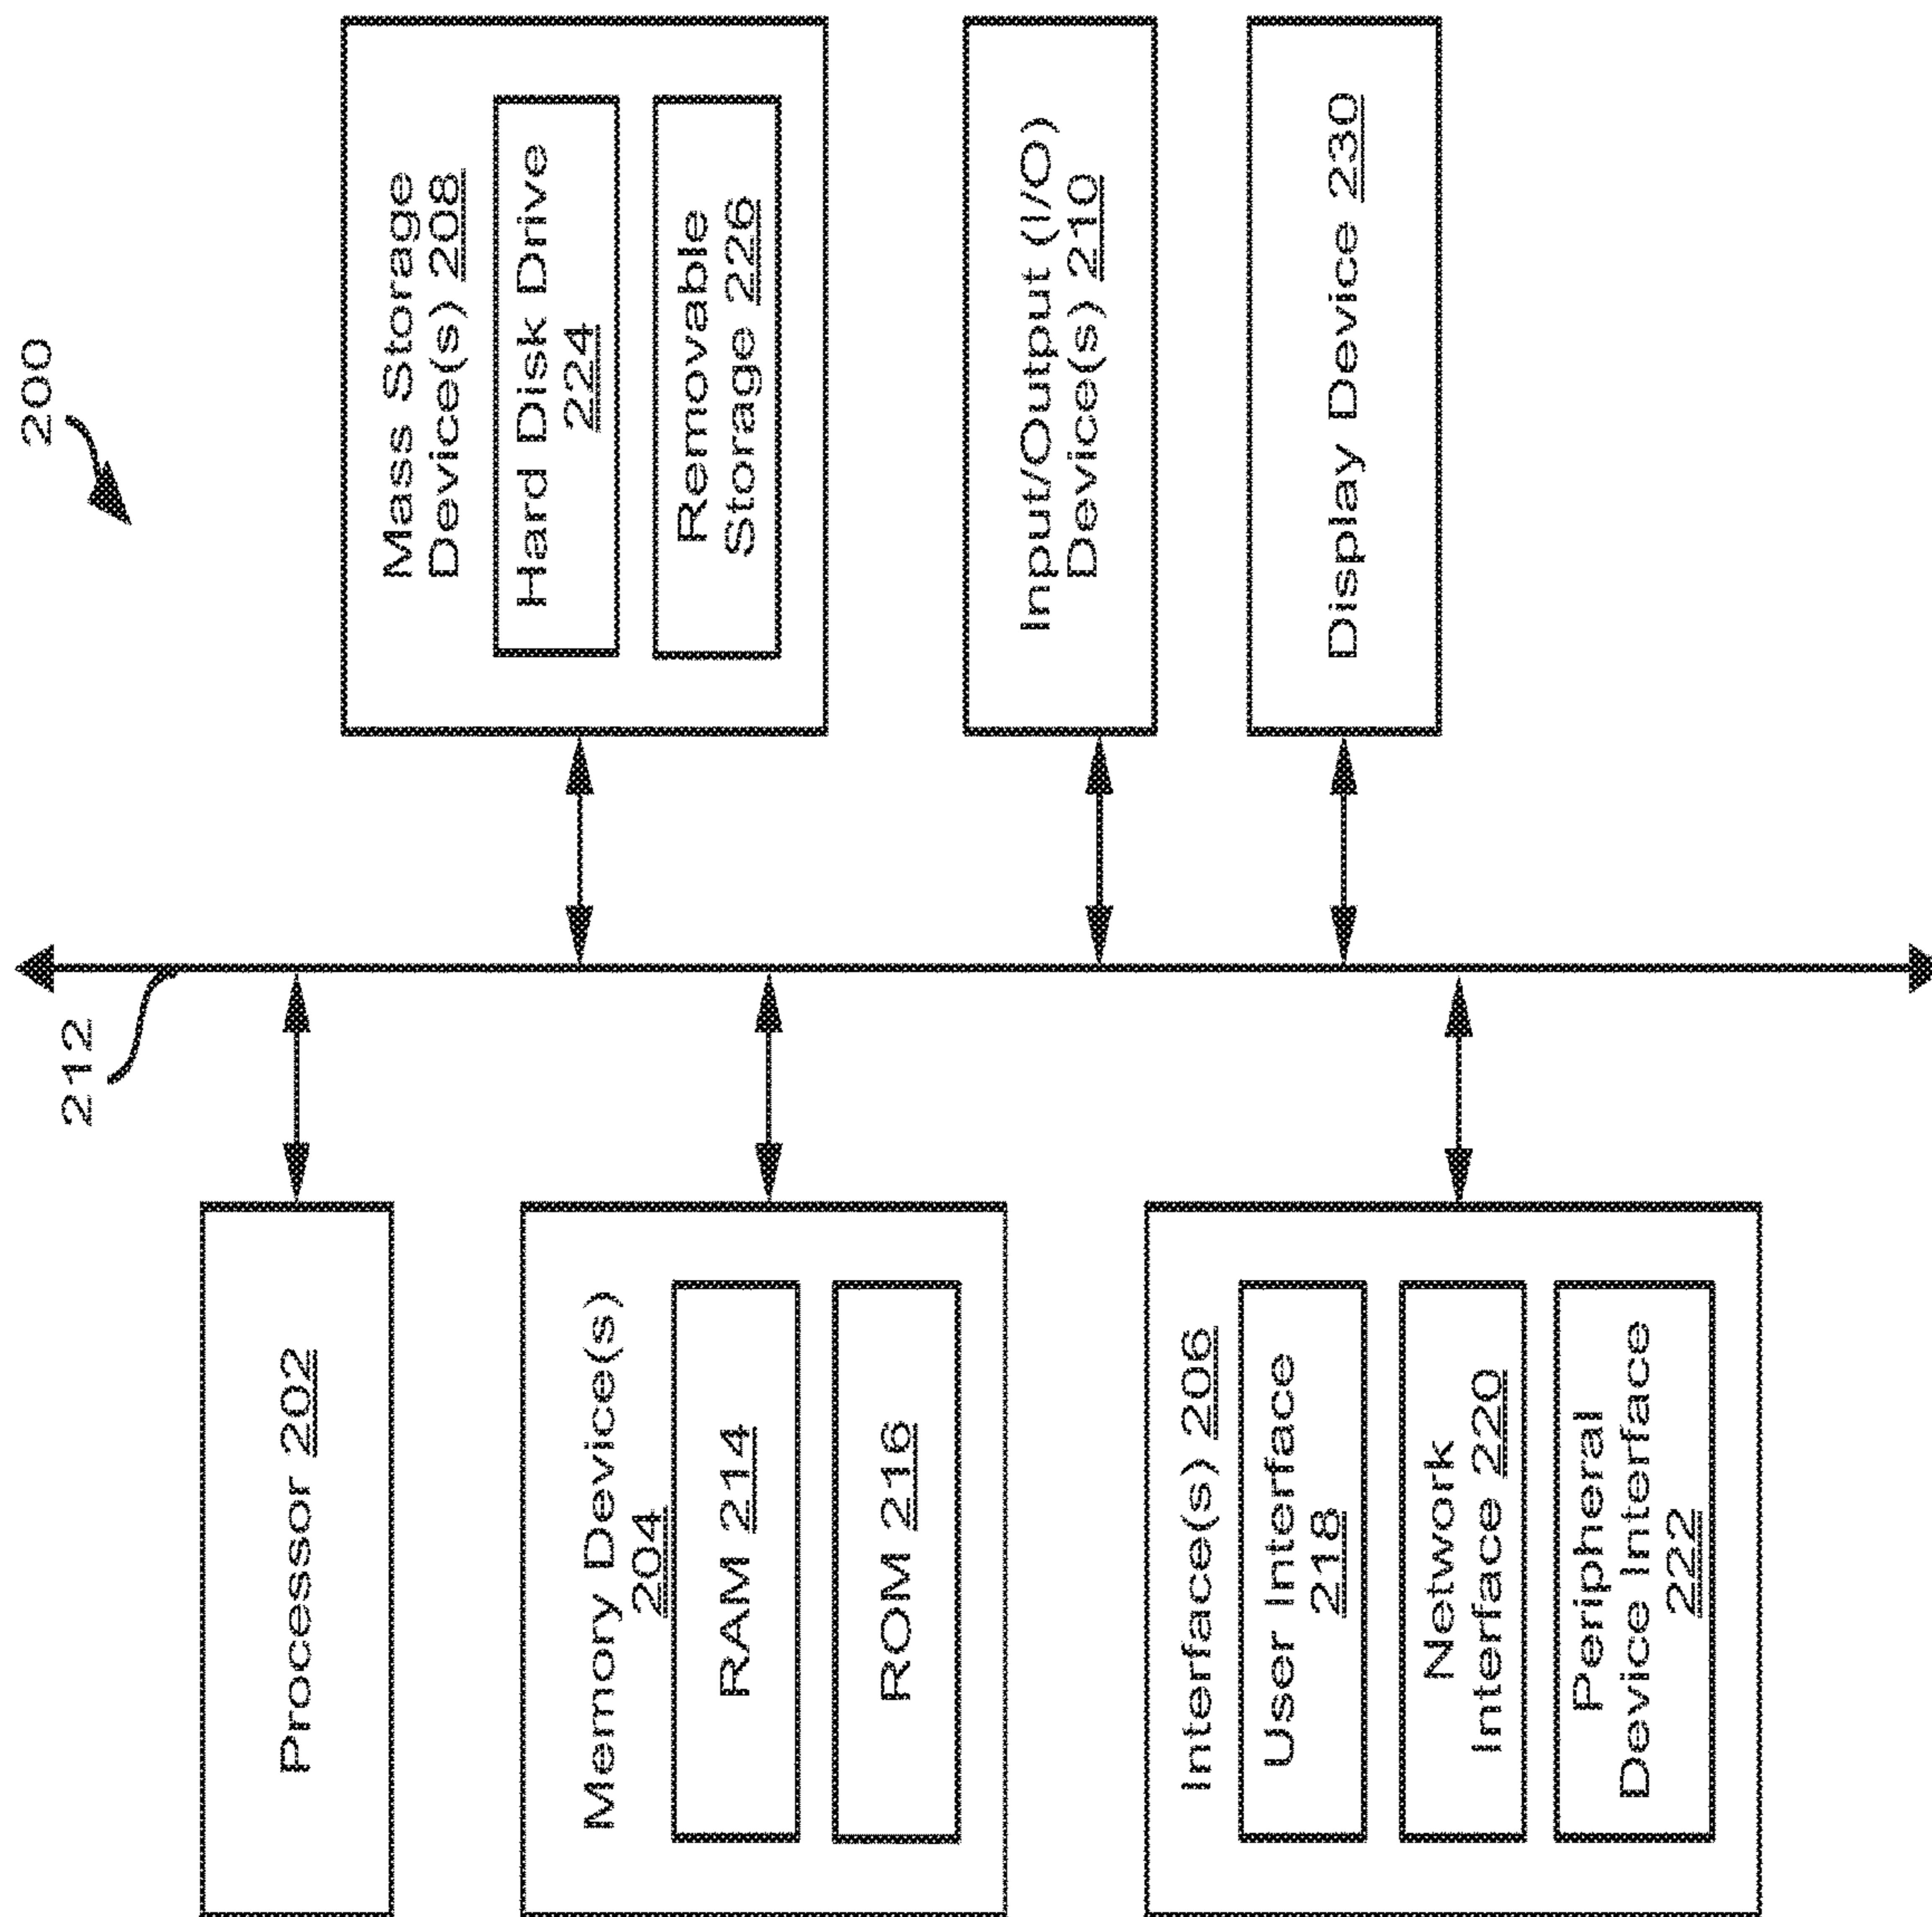 200
212
Processor 202
Memory Device(s)
204
RAM 214
ROM 216
Interface(s) 206
User Interface
218
Network
Interface 220
Peripheral
Device Interface
222
Mass Storage
Device(s) 208
Hard Disk Drive
224
Removable
Storage 226
Input/Output (I/O)
Device(s) 210
Display Device 230